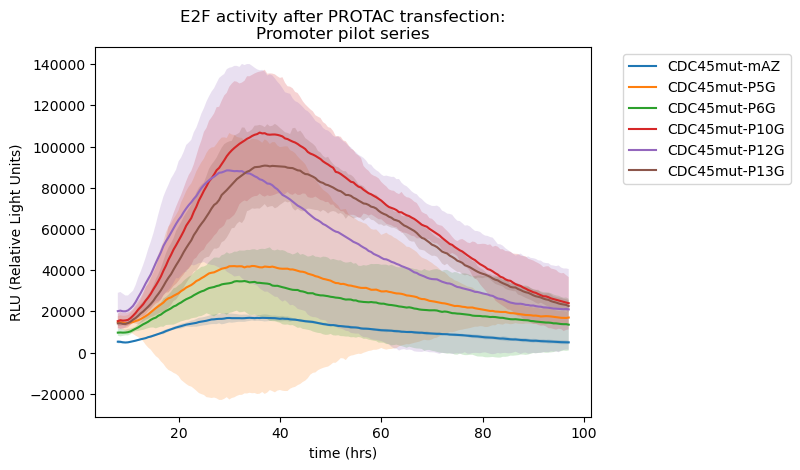 E2F activity after PROTAC transfection:
Promoter pilot series
RLU (Relative Light Units)
140000
120000
100000
80000
60000
40000
20000
0
−20000
20
40
60
80
100
time (hrs)
CDC45mut-mAZ
CDC45mut-P5G
CDC45mut-P6G
CDC45mut-P10G
CDC45mut-P12G
CDC45mut-P13G